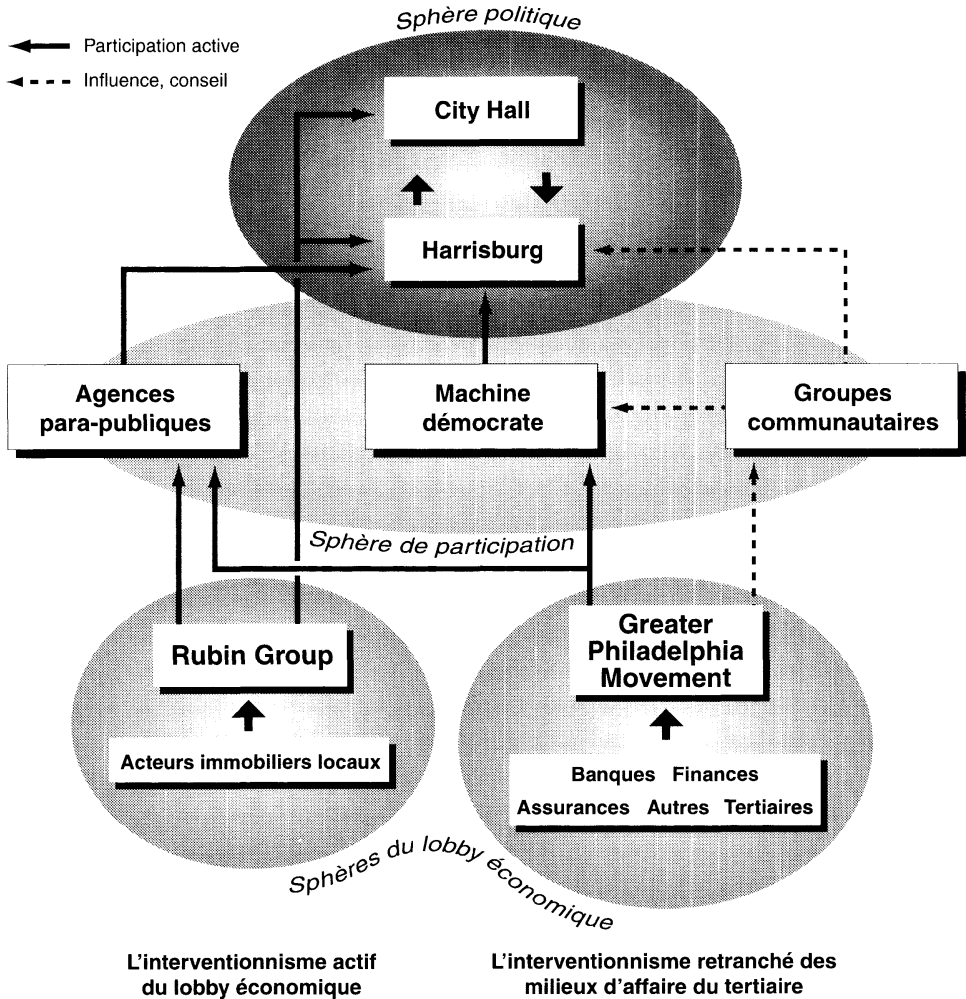 Sphère politique
Participation active
Influence, conseil
City Hall
Harrisburg
Agences
para-publiques
Machine
démocrate
Groupes
communautaires
Sphère de participation
Rubin Group
Acteurs immobiliers locaux
Greater
Philadelphia
Movement
Banques Finances
Assurances Autres Tertiaires
Sphères du lobby économique
L'interventionnisme actif
du lobby économique
L'interventionnisme retranché des
milieux d'affaire du tertiaire